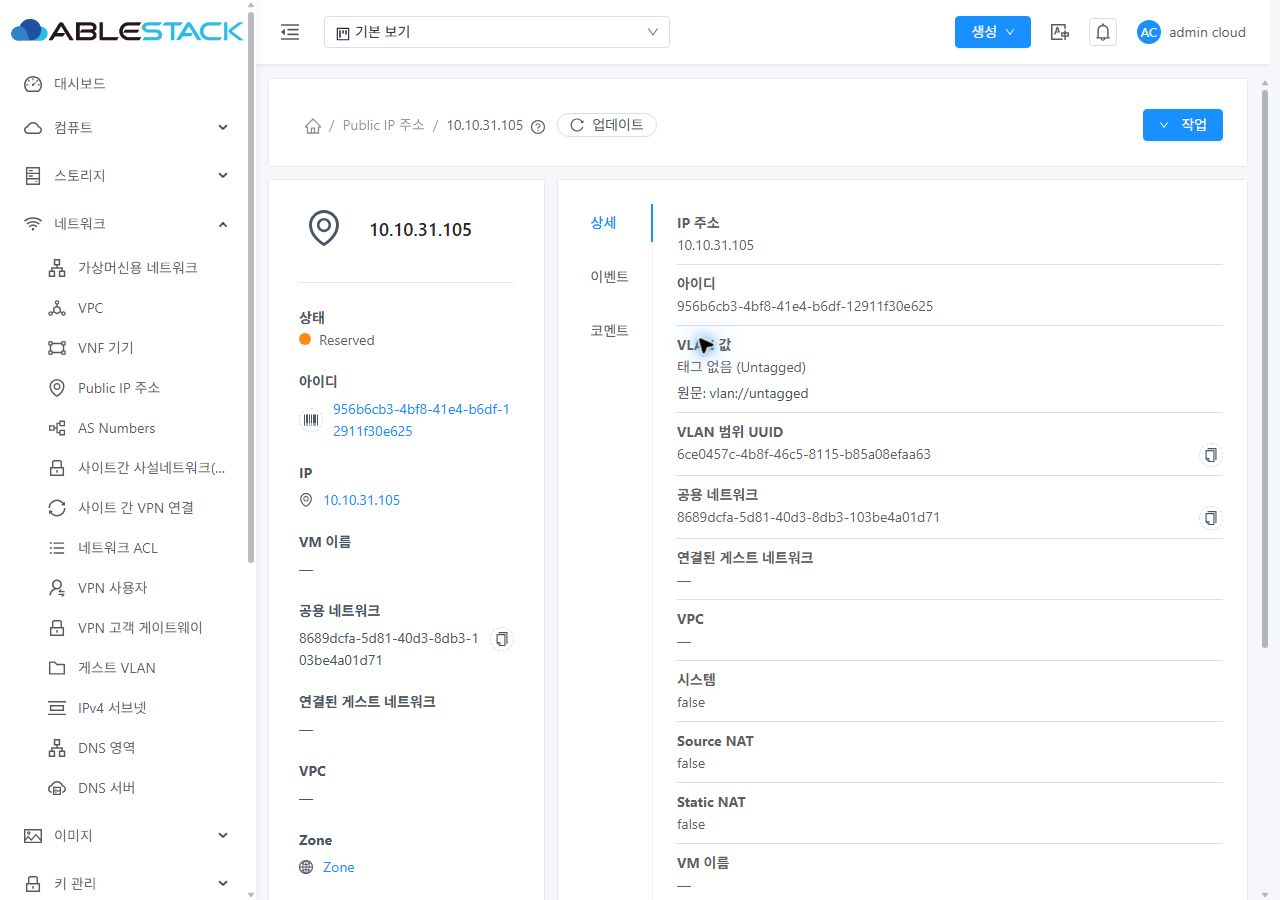 ABLESTACK
기본 보기
생성
AC
admin cloud
대시보드
컴퓨트
스토리지
네트워크
가상머신용 네트워크
VPC
VNF 기기
Public IP 주소
AS Numbers
사이트간 사설네트워크(...
사이트 간 VPN 연결
네트워크 ACL
VPN 사용자
VPN 고객 게이트웨이
게스트 VLAN
IPv4 서브넷
DNS 영역
DNS 서버
이미지
키 관리
/ Public IP 주소 / 10.10.31.105
업데이트
작업
10.10.31.105
상태
Reserved
아이디
956b6cb3-4bf8-41e4-b6df-1
2911f30e625
IP
10.10.31.105
VM 이름
—
공용 네트워크
8689dcfa-5d81-40d3-8db3-1
03be4a01d71
연결된 게스트 네트워크
—
VPC
—
Zone
Zone
상세
이벤트
코멘트
IP 주소
10.10.31.105
아이디
956b6cb3-4bf8-41e4-b6df-12911f30e625
VLAN 값
태그 없음 (Untagged)
원문: vlan://untagged
VLAN 범위 UUID
6ce0457c-4b8f-46c5-8115-b85a08efaa63
공용 네트워크
8689dcfa-5d81-40d3-8db3-103be4a01d71
연결된 게스트 네트워크
—
VPC
—
시스템
false
Source NAT
false
Static NAT
false
VM 이름
—